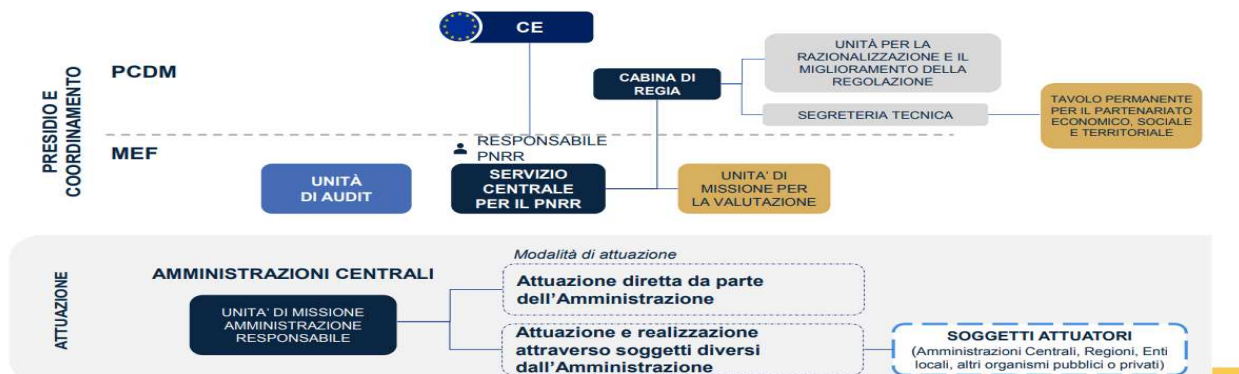 CE
PRESIDIO E
COORDINAMENTO
PCDM
CABINA DI
REGIA
UNITÀ PER LA
RAZIONALIZZAZIONE E IL
MIGLIORAMENTO DELLA
REGOLAZIONE
SEGRETERIA TECNICA
TAVOLO PERMANENTE
PER IL PARTENARIATO
ECONOMICO, SOCIALE
E TERRITORIALE
MEF
RESPONSABILE
PNRR
UNITÀ
DI AUDIT
SERVIZIO
CENTRALE
PER IL PNRR
UNITA' DI
MISSIONE PER
LA VALUTAZIONE
ATTUAZIONE
AMMINISTRAZIONI CENTRALI
UNITA' DI MISSIONE
AMMINISTRAZIONE
RESPONSABILE
Modalità di attuazione
Attuazione diretta da parte
dell'Amministrazione
Attuazione e realizzazione
attraverso soggetti diversi
dall'Amministrazione
SOGGETTI ATTUATORI
(Amministrazioni Centrali, Regioni, Enti
locali, altri organismi pubblici o privati)